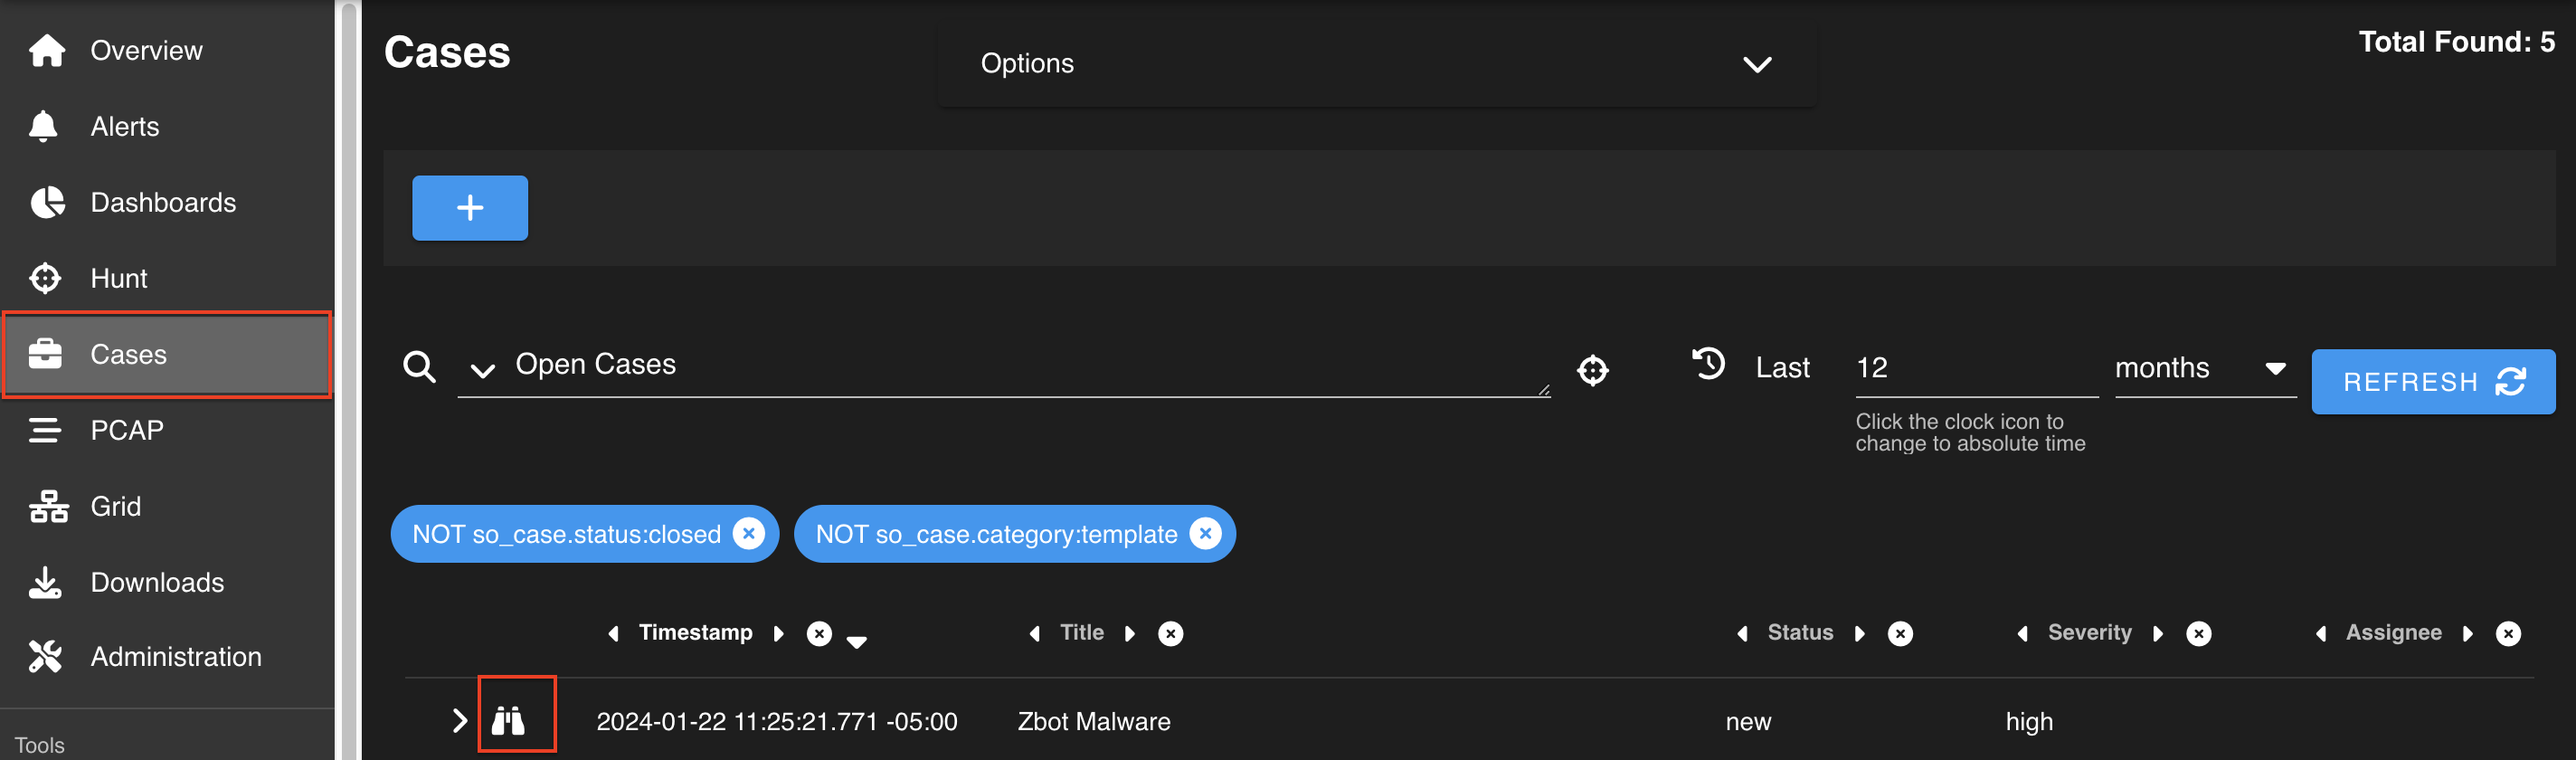 Overview
Alerts
Dashboards
Hunt
Cases
PCAP
Grid
Downloads
Administration
Tools
Cases
Options
Total Found: 5
+
Open Cases
Last 12 months
REFRESH
Click the clock icon to
change to absolute time
NOT so_case.status:closed NOT so_case.category:template
Timestamp Title Status Severity Assignee
2024-01-22 11:25:21.771 -05:00 Zbot Malware new high